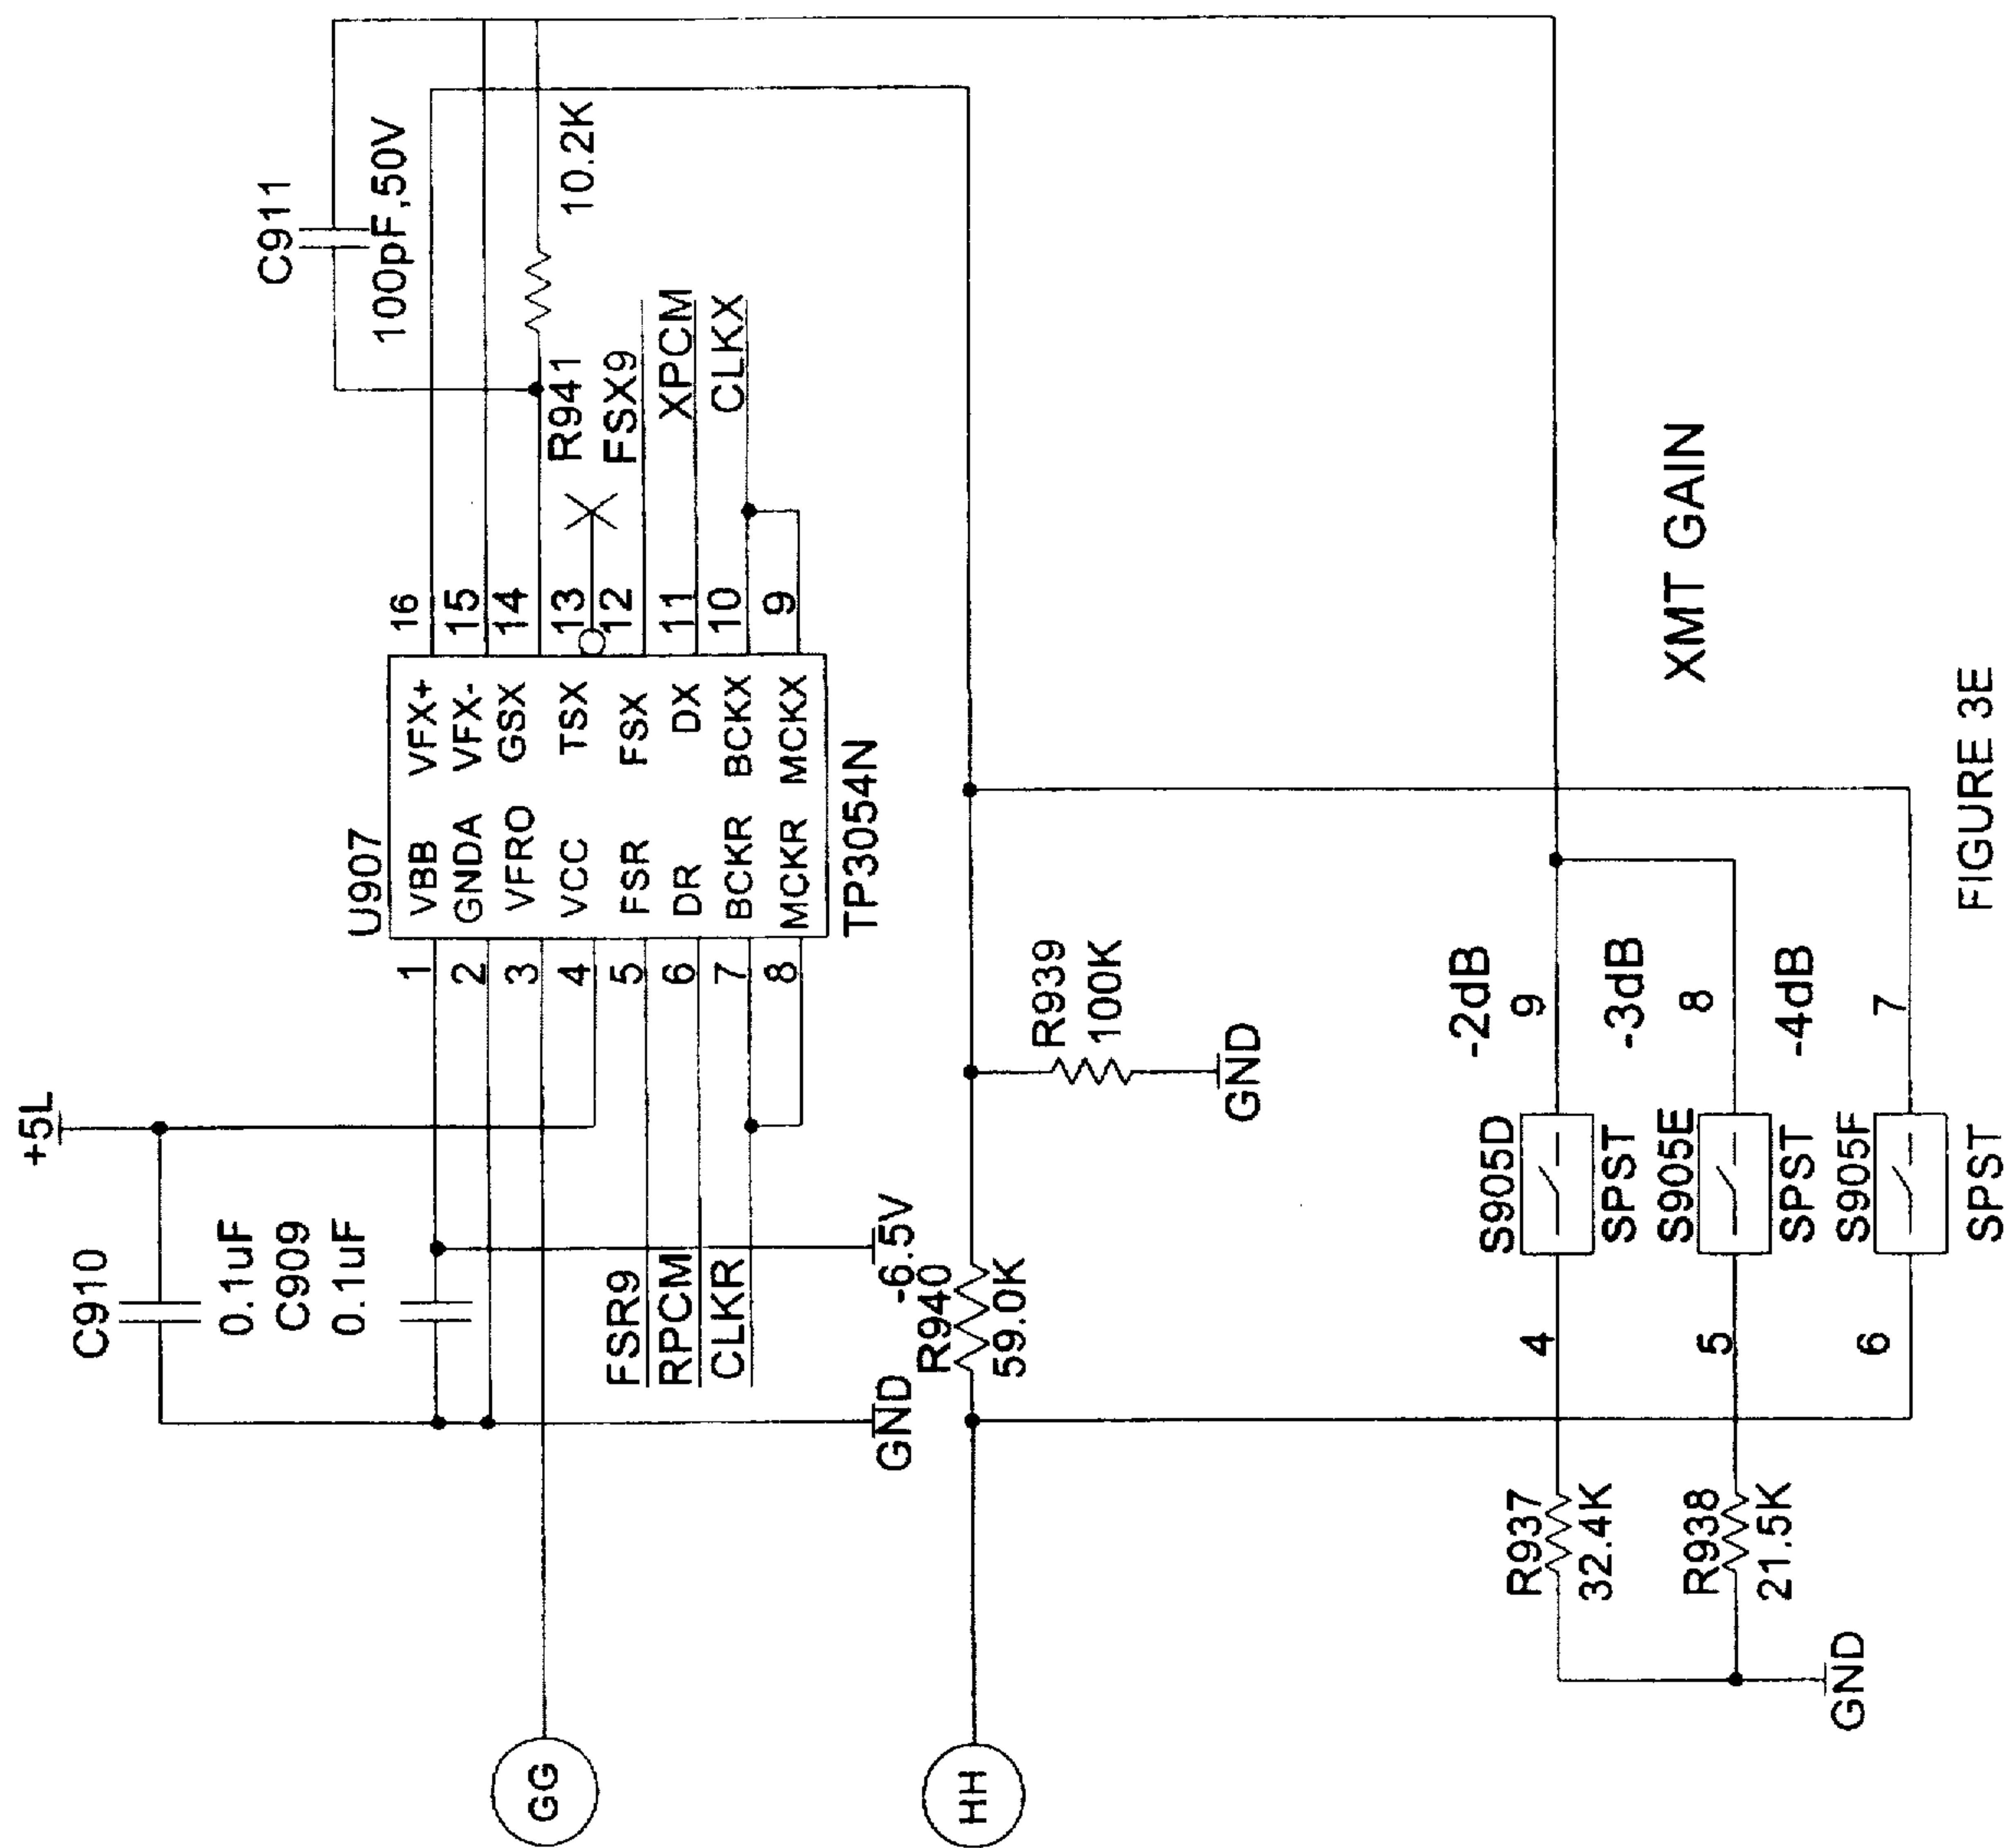 +5L
C910
0.1uF
C909
0.1uF
C911
100pF,50V
U907
1 VBB VFX+ 16
2 GNDA VFX- 15
3 VFRO GSX 14
4 VCC TSX 13
5 FSR FSX 12
6 DR DX 11
7 BCKR BCKX 10
8 MCKR MCKX 9
TP3054N
R941
10.2K
FSX9
XPCM
CLKX
FSR9
RPCM
CLKR
GG
GND
-6.5V
R940
59.0K
HH
R939
100K
GND
-2dB
S905D
4
9
SPST
R937
32.4K
-3dB
S905E
5
8
SPST
R938
21.5K
-4dB
S905F
6
7
SPST
GND
XMT GAIN
FIGURE 3E